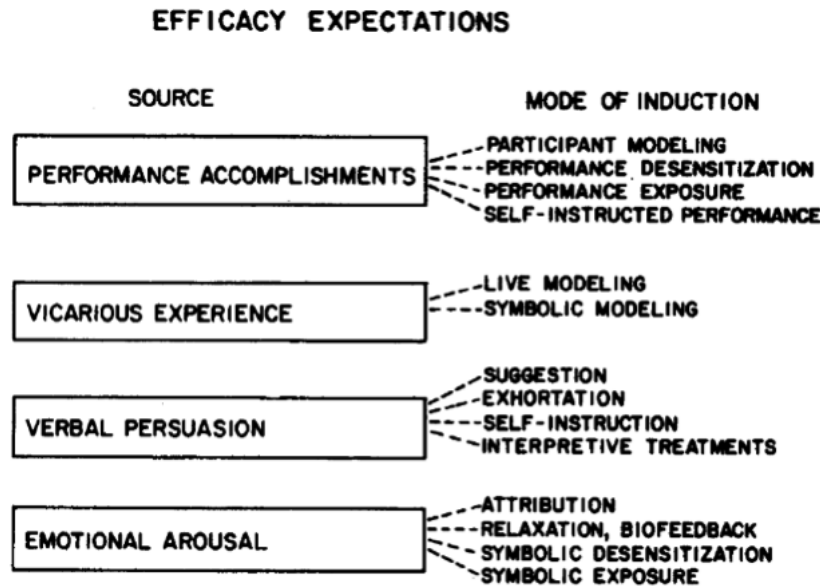 EFFICACY EXPECTATIONS
SOURCE
MODE OF INDUCTION
PERFORMANCE ACCOMPLISHMENTS
PARTICIPANT MODELING
PERFORMANCE DESENSITIZATION
PERFORMANCE EXPOSURE
SELF-INSTRUCTED PERFORMANCE
VICARIOUS EXPERIENCE
LIVE MODELING
SYMBOLIC MODELING
VERBAL PERSUASION
SUGGESTION
EXHORTATION
SELF-INSTRUCTION
INTERPRETIVE TREATMENTS
EMOTIONAL AROUSAL
ATTRIBUTION
RELAXATION, BIOFEEDBACK
SYMBOLIC DESENSITIZATION
SYMBOLIC EXPOSURE